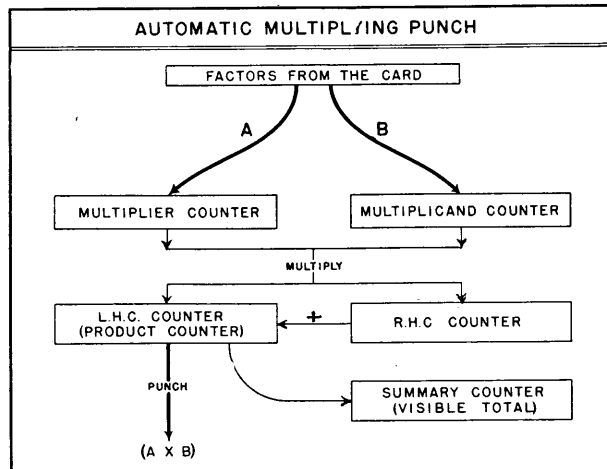 AUTOMATIC MULTIPLYING PUNCH
FACTORS FROM THE CARD
A B
MULTIPLIER COUNTER
MULTIPLICAND COUNTER
MULTIPLY
L.H.C. COUNTER
(PRODUCT COUNTER)
+
R.H.C COUNTER
PUNCH
SUMMARY COUNTER
(VISIBLE TOTAL)
(A X B)